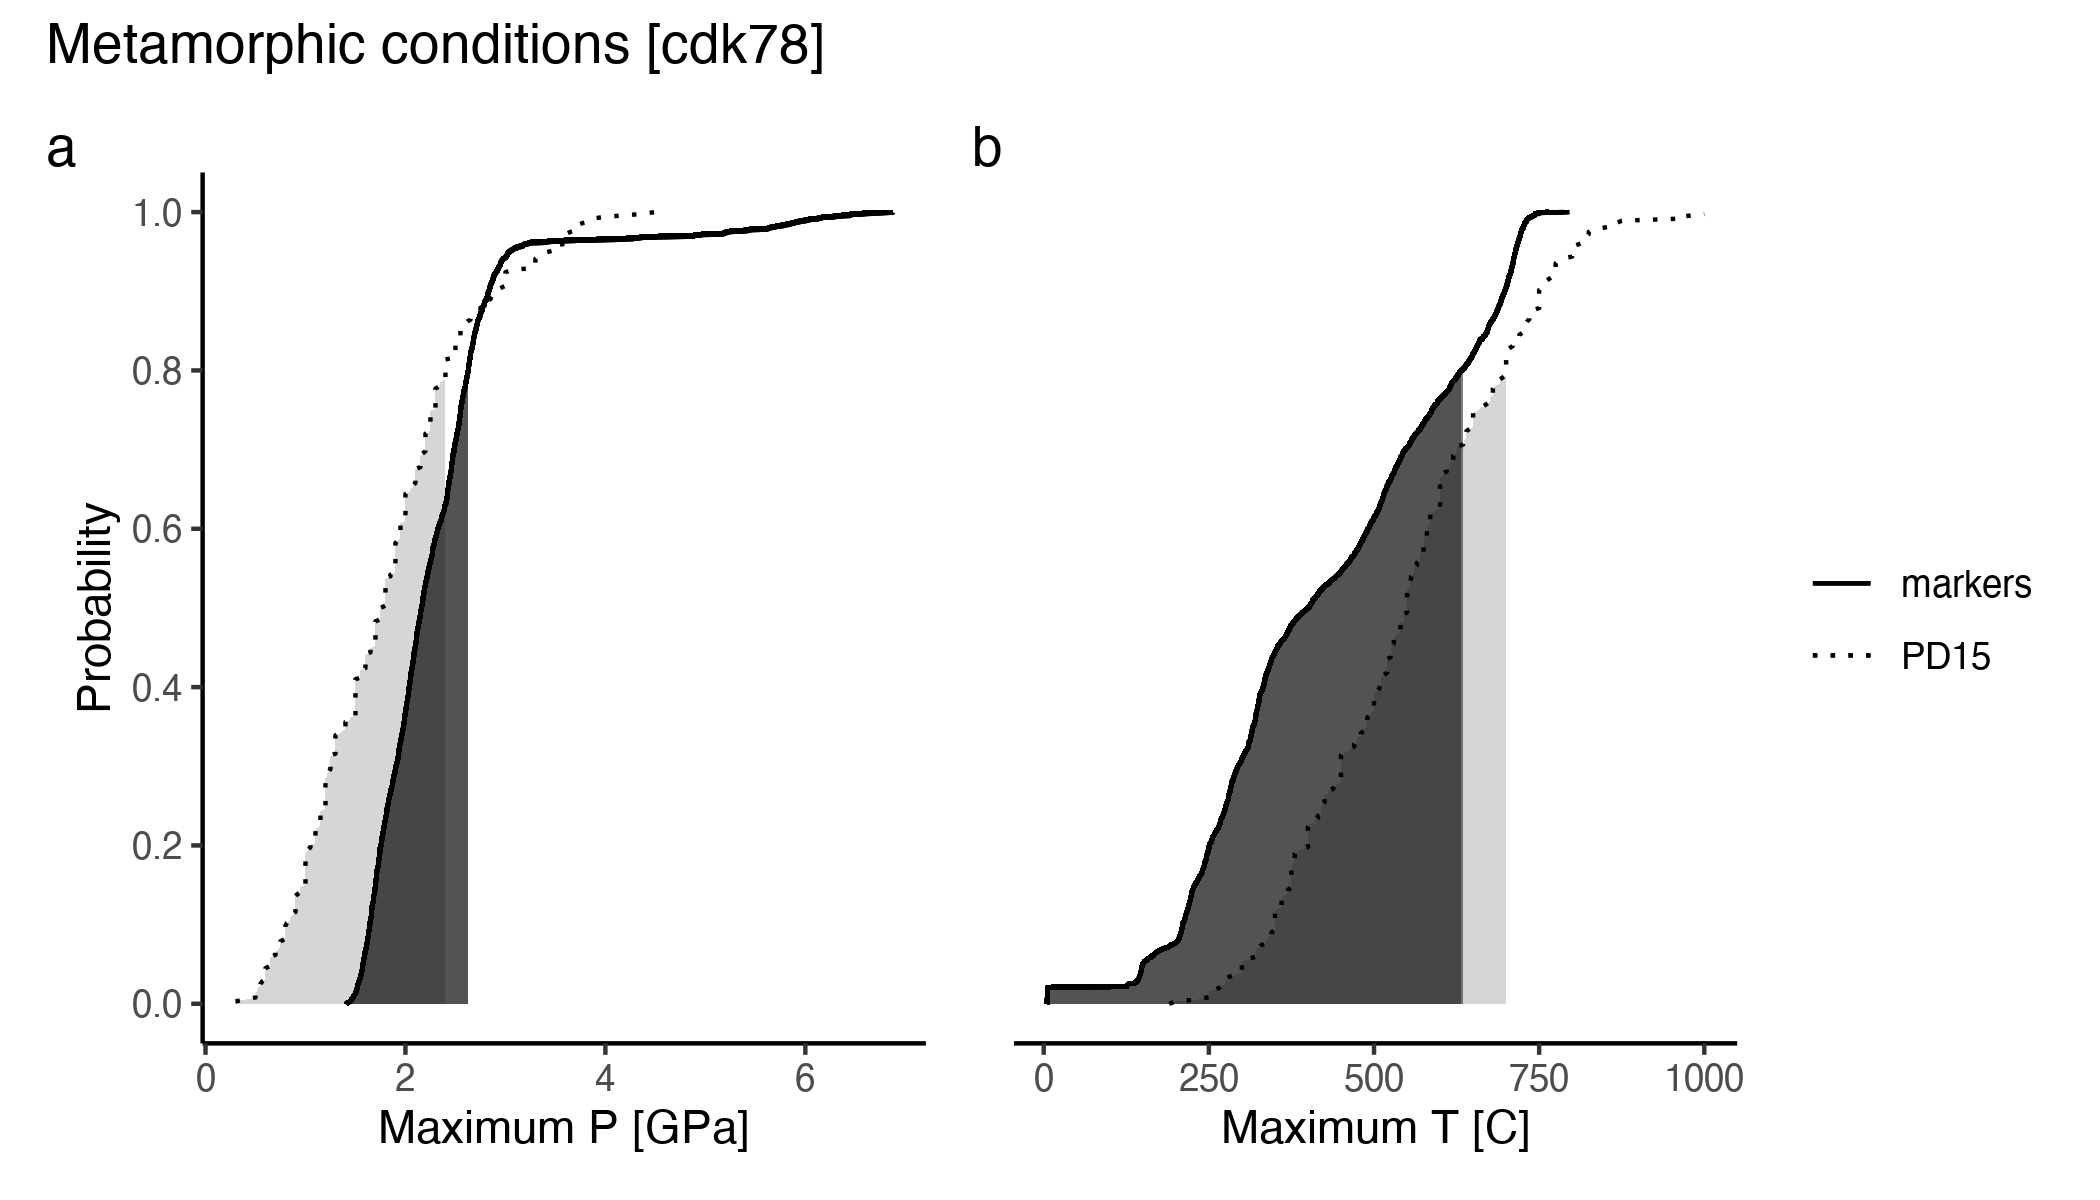 Metamorphic conditions [cdk78]
a
b
1.0
0.8
0.6
0.4
0.2
0.0
Probability
0 2 4 6
Maximum P [GPa]
0 250 500 750 1000
Maximum T [C]
markers
PD15